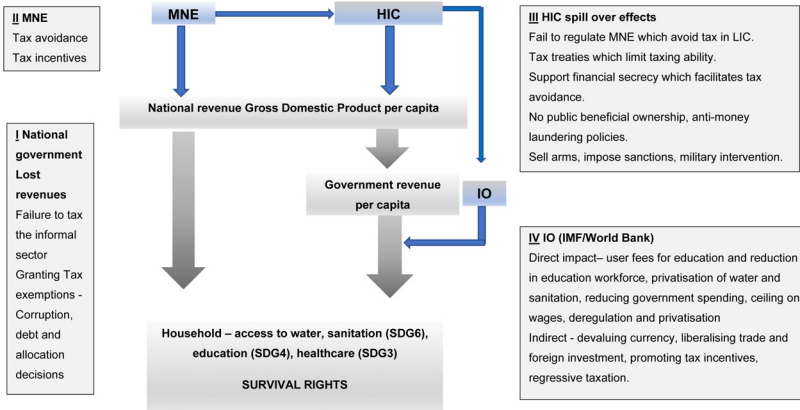 II MNE
Tax avoidance
Tax incentives
MNE
HIC
III HIC spill over effects
Fail to regulate MNE which avoid tax in LIC.
Tax treaties which limit taxing ability.
Support financial secrecy which facilitates tax
avoidance.
No public beneficial ownership, anti-money
laundering policies.
Sell arms, impose sanctions, military intervention.
National revenue Gross Domestic Product per capita
I National
government
Lost
revenues
Failure to tax
the informal
sector
Granting Tax
exemptions -
Corruption,
debt and
allocation
decisions
Government revenue
per capita
IO
IV IO (IMF/World Bank)
Direct impact– user fees for education and reduction
in education workforce, privatisation of water and
sanitation, reducing government spending, ceiling on
wages, deregulation and privatisation
Indirect - devaluing currency, liberalising trade and
foreign investment, promoting tax incentives,
regressive taxation.
Household – access to water, sanitation (SDG6),
education (SDG4), healthcare (SDG3)
SURVIVAL RIGHTS